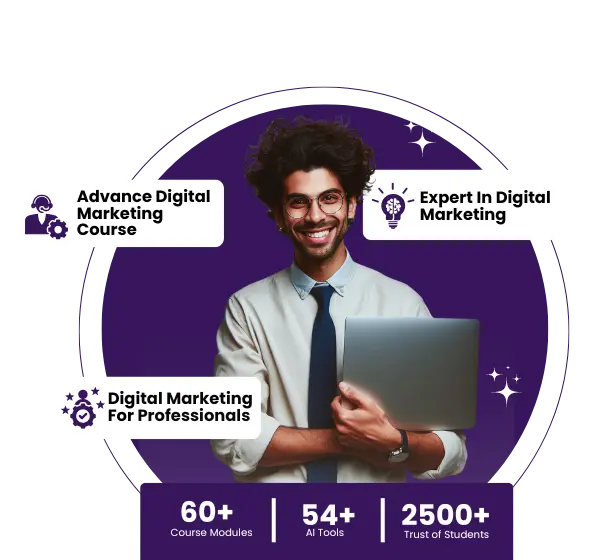 Advance Digital
Marketing
Course
Expert In Digital
Marketing
Digital Marketing
For Professionals
60+
Course Modules
54+
AI Tools
2500+
Trust of Students